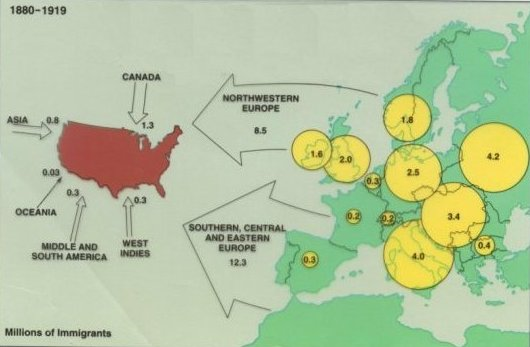 1880-1919
CANADA
NORTHWESTERN
EUROPE
8.5
ASIA
0.8
1.3
0.03
OCEANIA
0.3
MIDDLE AND
SOUTH AMERICA
0.3
WEST
INDIES
SOUTHERN, CENTRAL
AND EASTERN
EUROPE
12.3
1.8
1.6
2.0
0.3
2.5
4.2
0.2
0.2
3.4
0.3
4.0
0.4
Millions of Immigrants